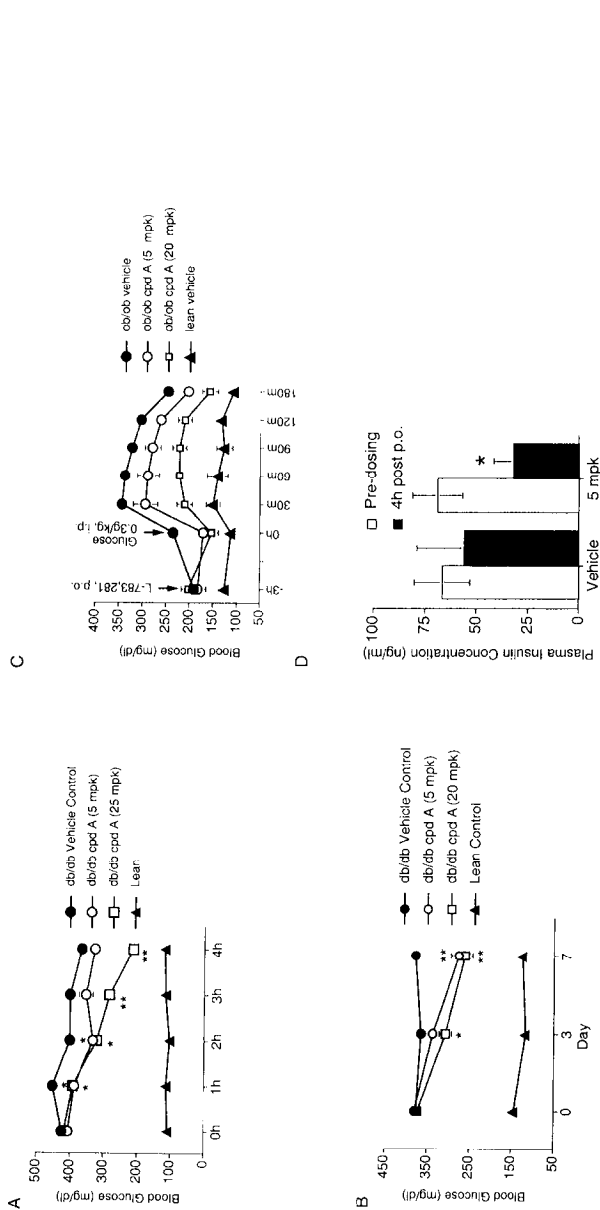 A
Blood Glucose (mg/dl)
500
400
300
200
100
0
0h
1h
2h
3h
4h
*
*
*
*
**
**
db/db Vehicle Control
db/db cpd A (5 mpk)
db/db cpd A (25 mpk)
Lean
B
Blood Glucose (mg/dl)
450
350
250
150
50
0
3
7
Day
*
**
**
db/db Vehicle Control
db/db cpd A (5 mpk)
db/db cpd A (20 mpk)
Lean Control
C
Blood Glucose (mg/dl)
400
350
300
250
200
150
100
50
-3h
0h
30m
60m
90m
120m
180m
L-783,281, p.o.
Glucose
0.3g/kg, i.p
ob/ob vehicle
ob/ob cpd A (5 mpk)
ob/ob cpd A (20 mpk)
lean vehicle
D
Plasma Insulin Concentration (ng/ml)
100
75
50
25
0
Vehicle
5 mpk
*
Pre-dosing
4h post p.o.